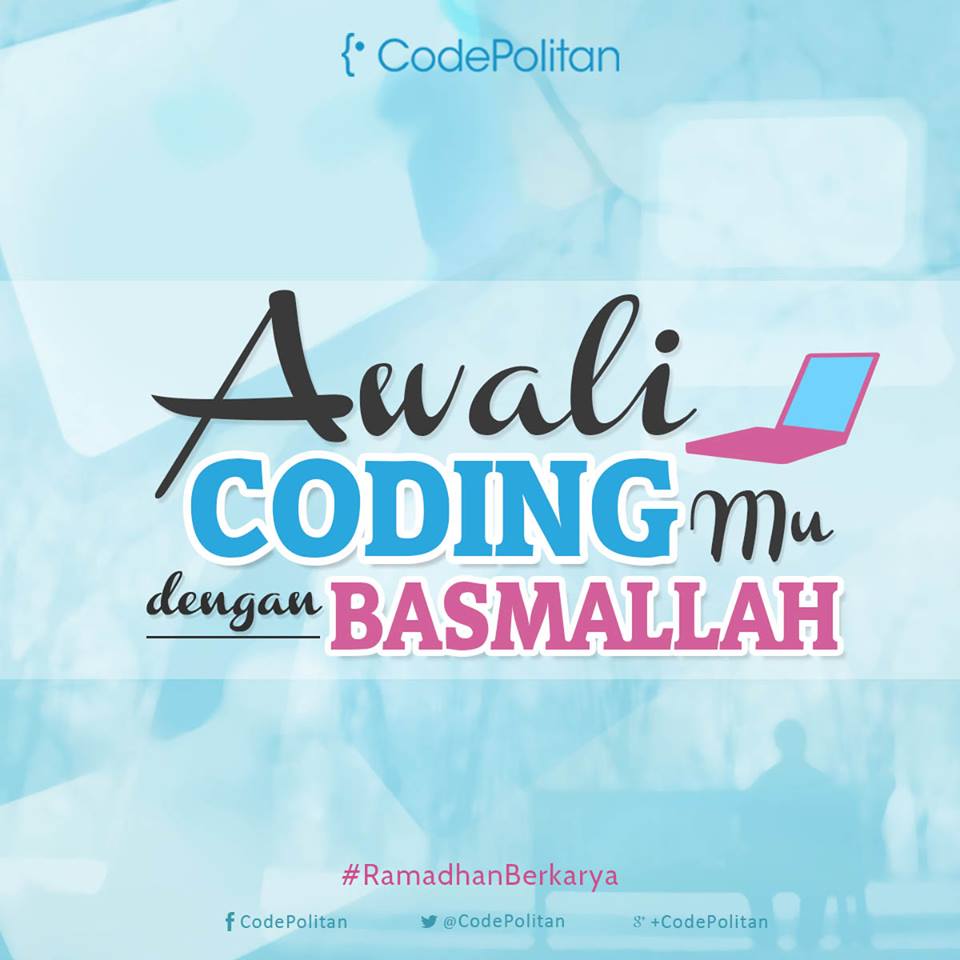 CodePolitan
Awali
CODING Mu
dengan BASMALLAH
#RamadhanBerkarya
CodePolitan @CodePolitan +CodePolitan